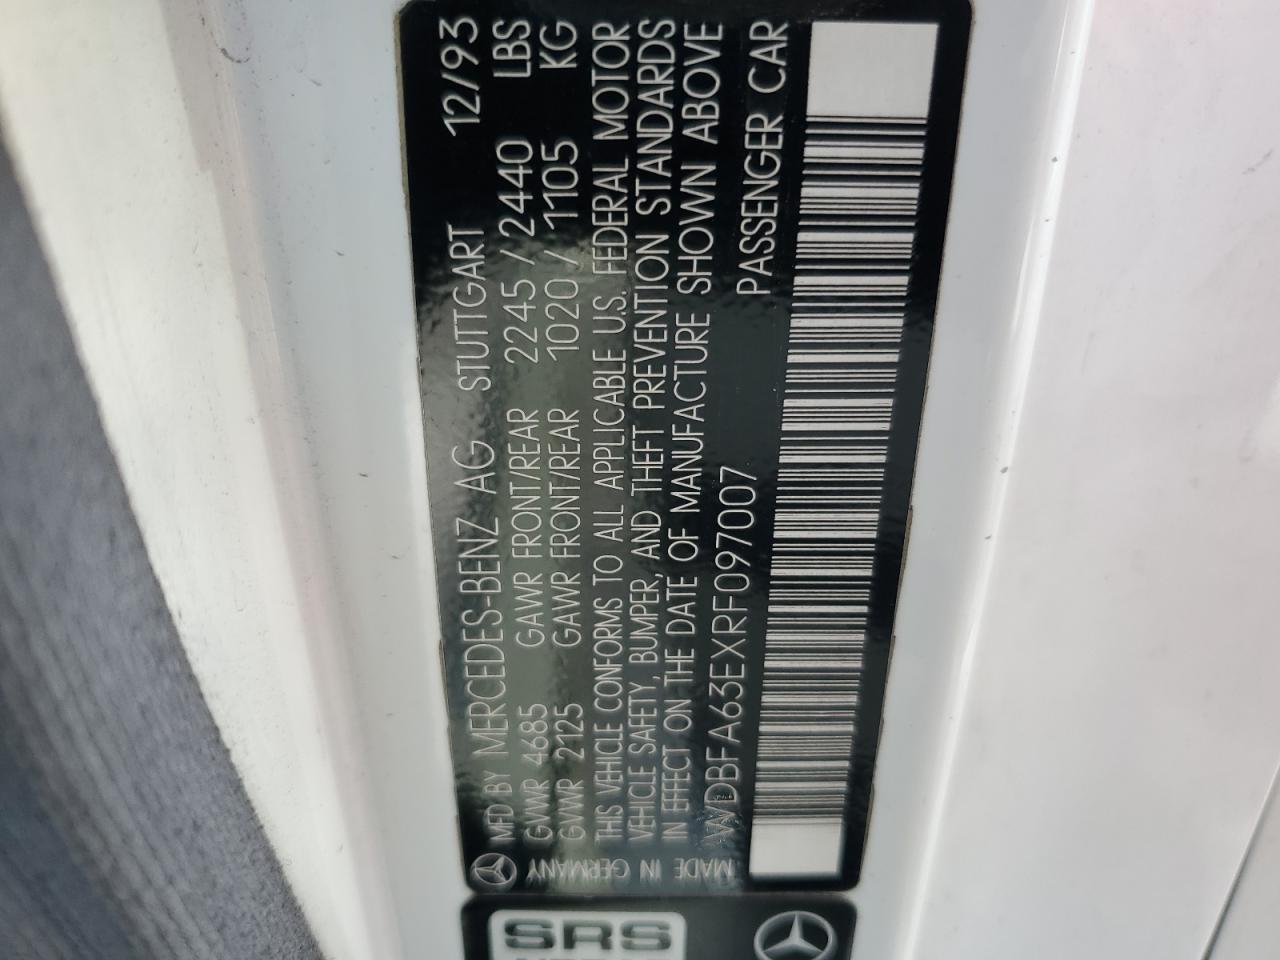 MFD BY MERCEDES-BENZ AG STUTTGART 12/93
GVWR 4685 GAWR FRONT/REAR 2245 / 2440 LBS
GVWR 2125 GAWR FRONT/REAR 1020 / 1105 KG
THIS VEHICLE CONFORMS TO ALL APPLICABLE U.S. FEDERAL MOTOR
VEHICLE SAFETY, BUMPER, AND THEFT PREVENTION STANDARDS
IN EFFECT ON THE DATE OF MANUFACTURE SHOWN ABOVE
WDBFA63EXRF097007 PASSENGER CAR
MADE IN GERMANY
SRS